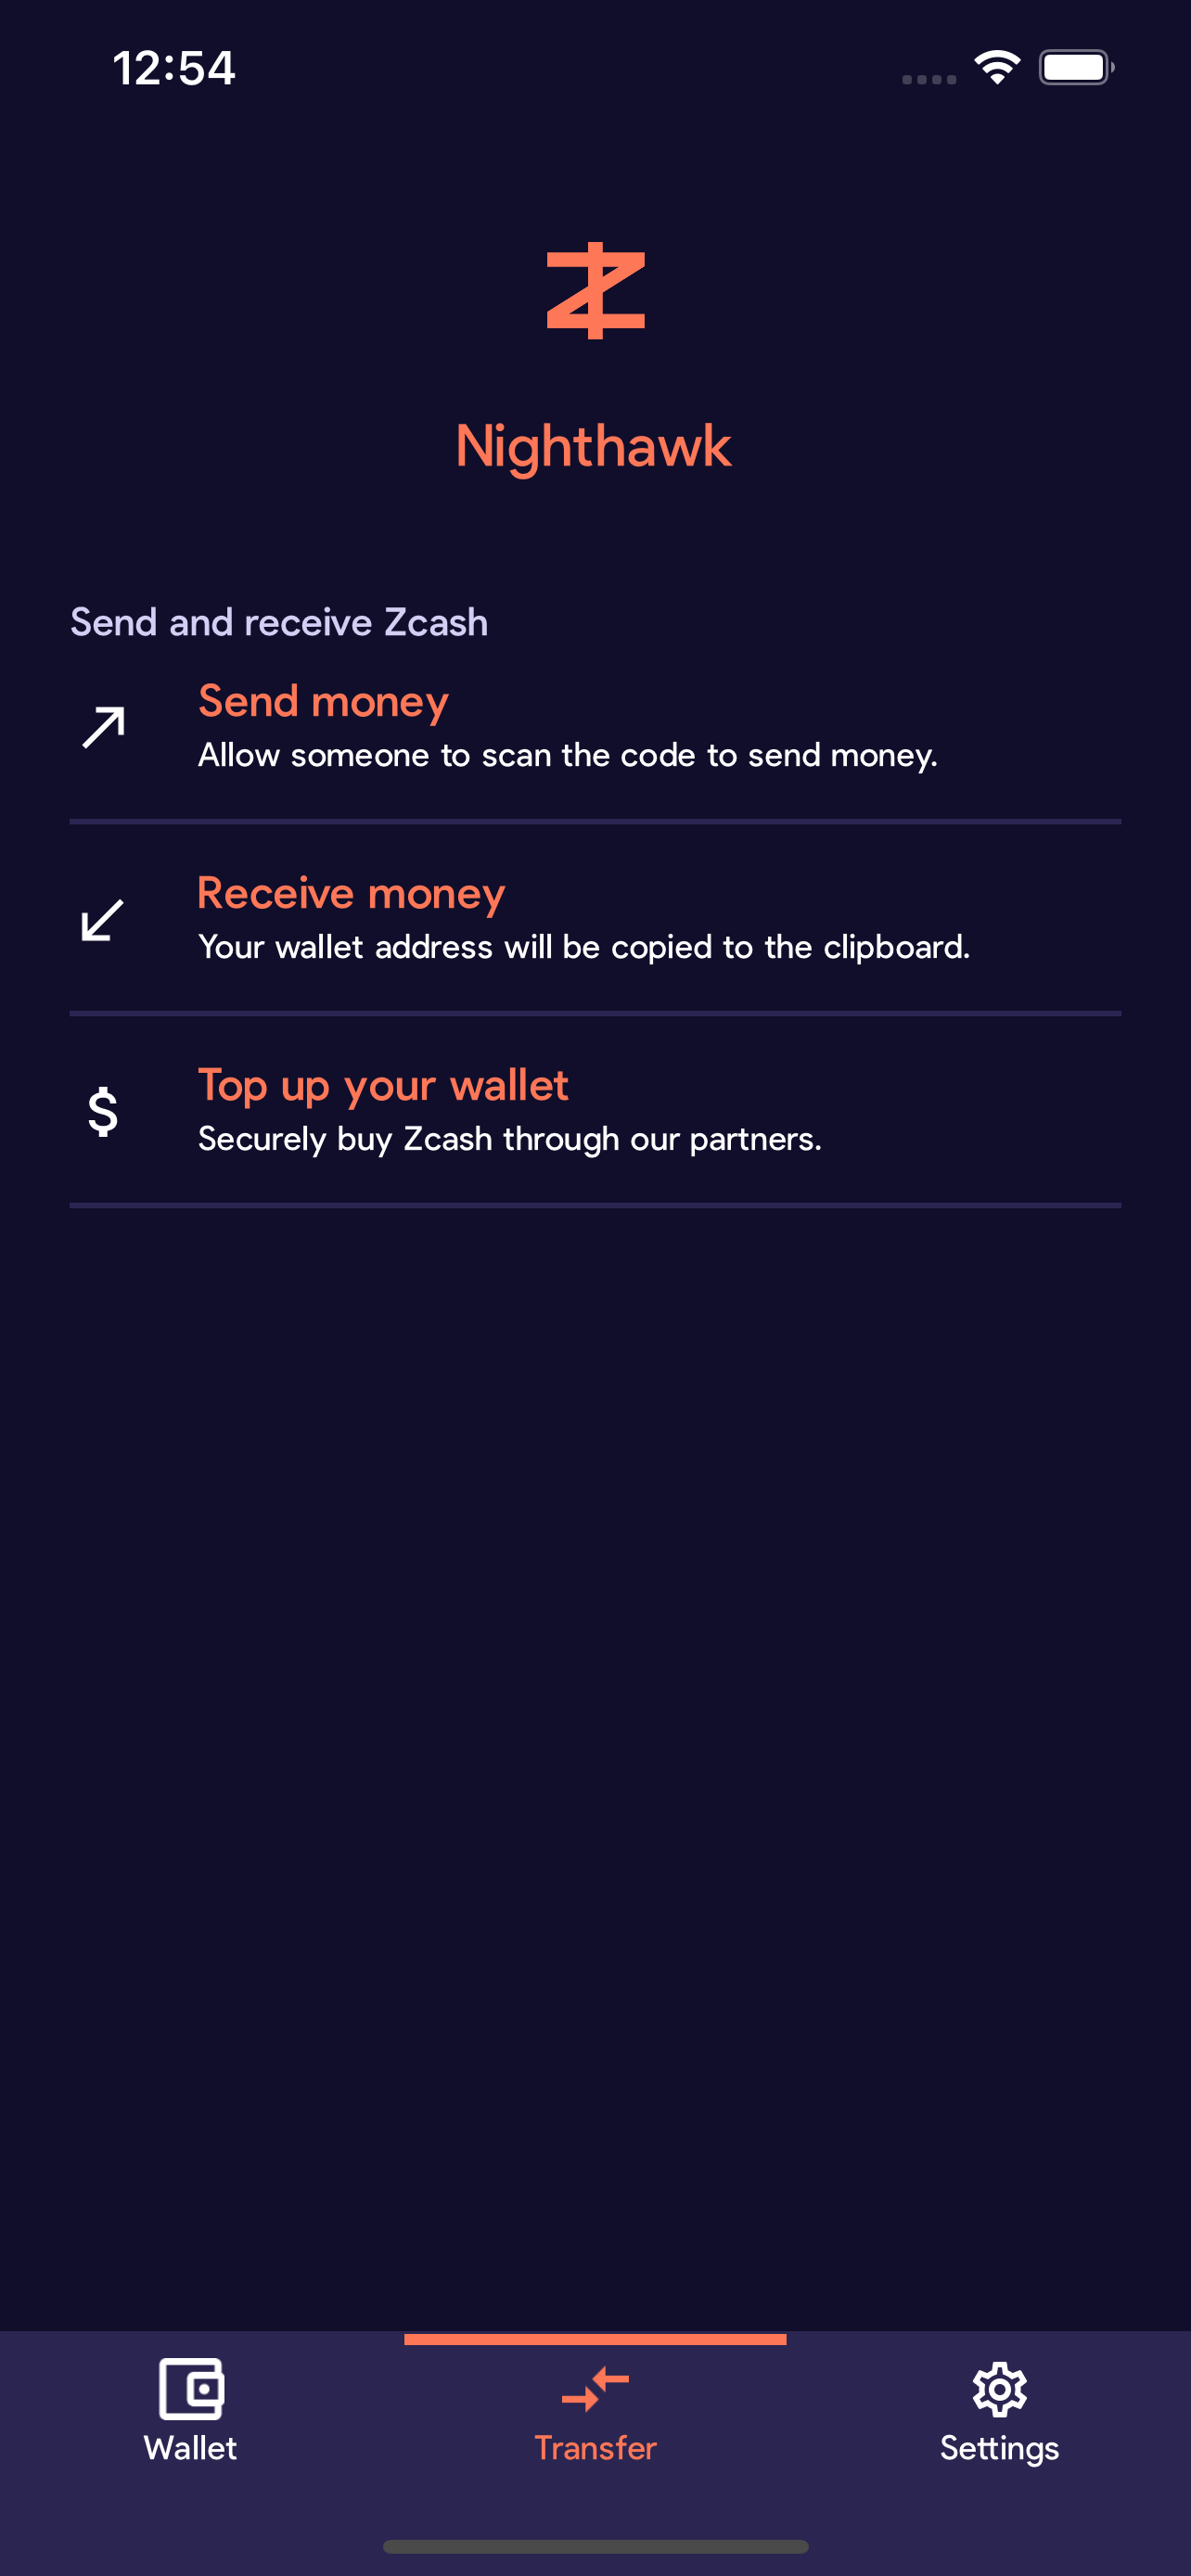 12:54
Nighthawk
Send and receive Zcash
Send money
Allow someone to scan the code to send money.
Receive money
Your wallet address will be copied to the clipboard.
$
Top up your wallet
Securely buy Zcash through our partners.
Wallet
Transfer
Settings